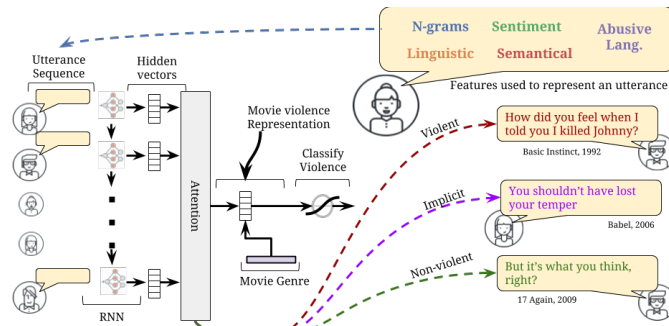 Utterance
Sequence
Hidden
vectors
N-grams
Sentiment
Abusive
Lang.
Linguistic
Semantical
Features used to represent an utterance
Movie violence
Representation
Classify
Violence
Attention
Movie Genre
RNN
Violent
Implicit
Non-violent
How did you feel when I
told you I killed Johnny?
Basic Instinct, 1992
You shouldn't have lost
your temper
Babel, 2006
But it's what you think,
right?
17 Again, 2009